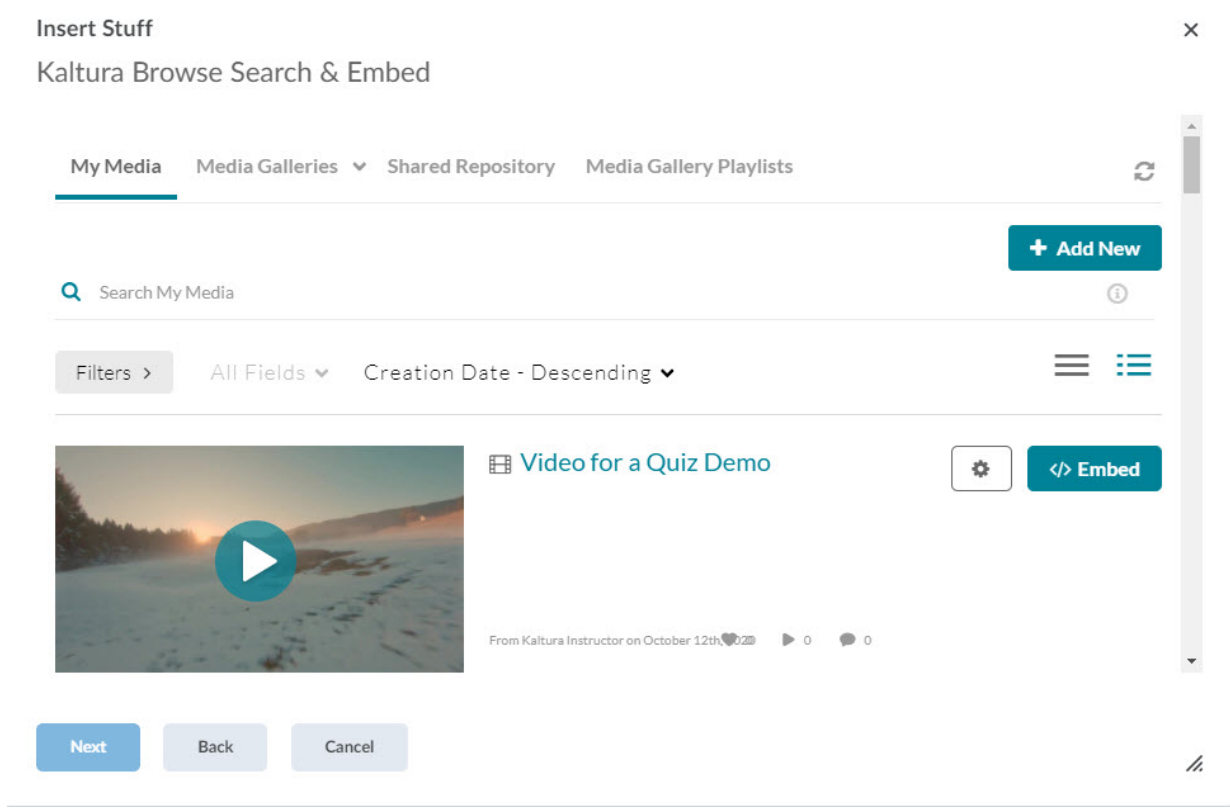 Insert Stuff
Kaltura Browse Search & Embed
My Media Media Galleries Shared Repository Media Gallery Playlists
+ Add New
Search My Media
Filters > All Fields Creation Date - Descending
Video for a Quiz Demo
</> Embed
From Kaltura Instructor on October 12th, 0 0
Next Back Cancel